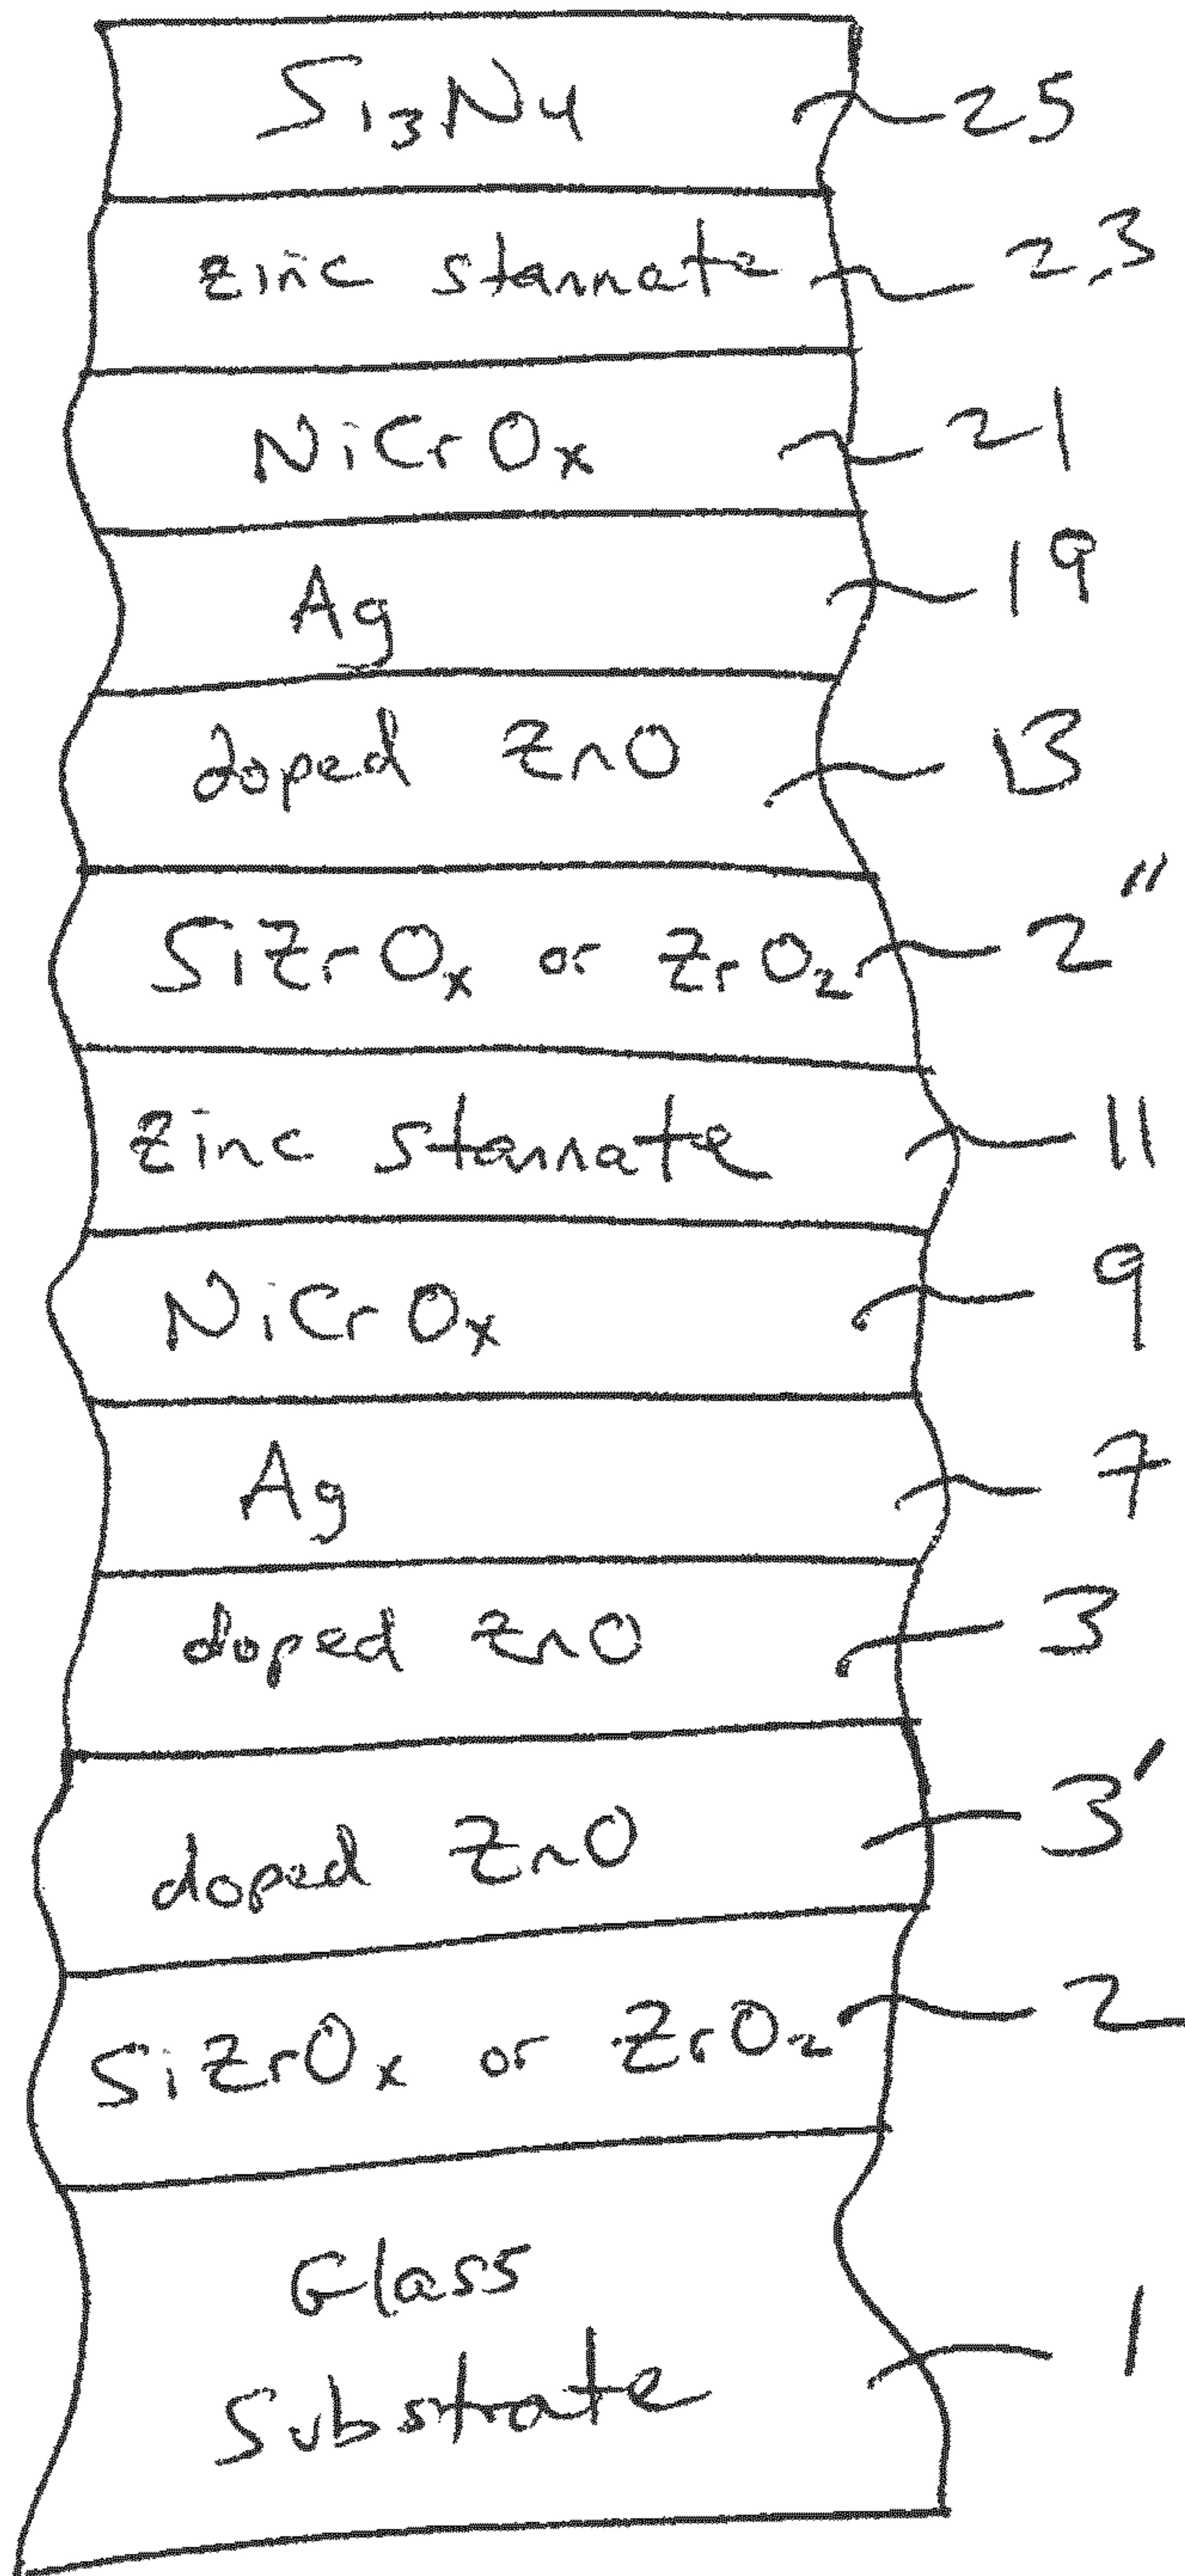 Si₃N₄ 25
zinc stannate 23
NiCrOₓ 21
Ag 19
doped ZnO 13
SiZrOₓ or ZrO₂ 2"
zinc stannate 11
NiCrOₓ 9
Ag 7
doped ZnO 3
doped ZnO 3'
SiZrOₓ or ZrO₂ 2
Glass
Substrate 1